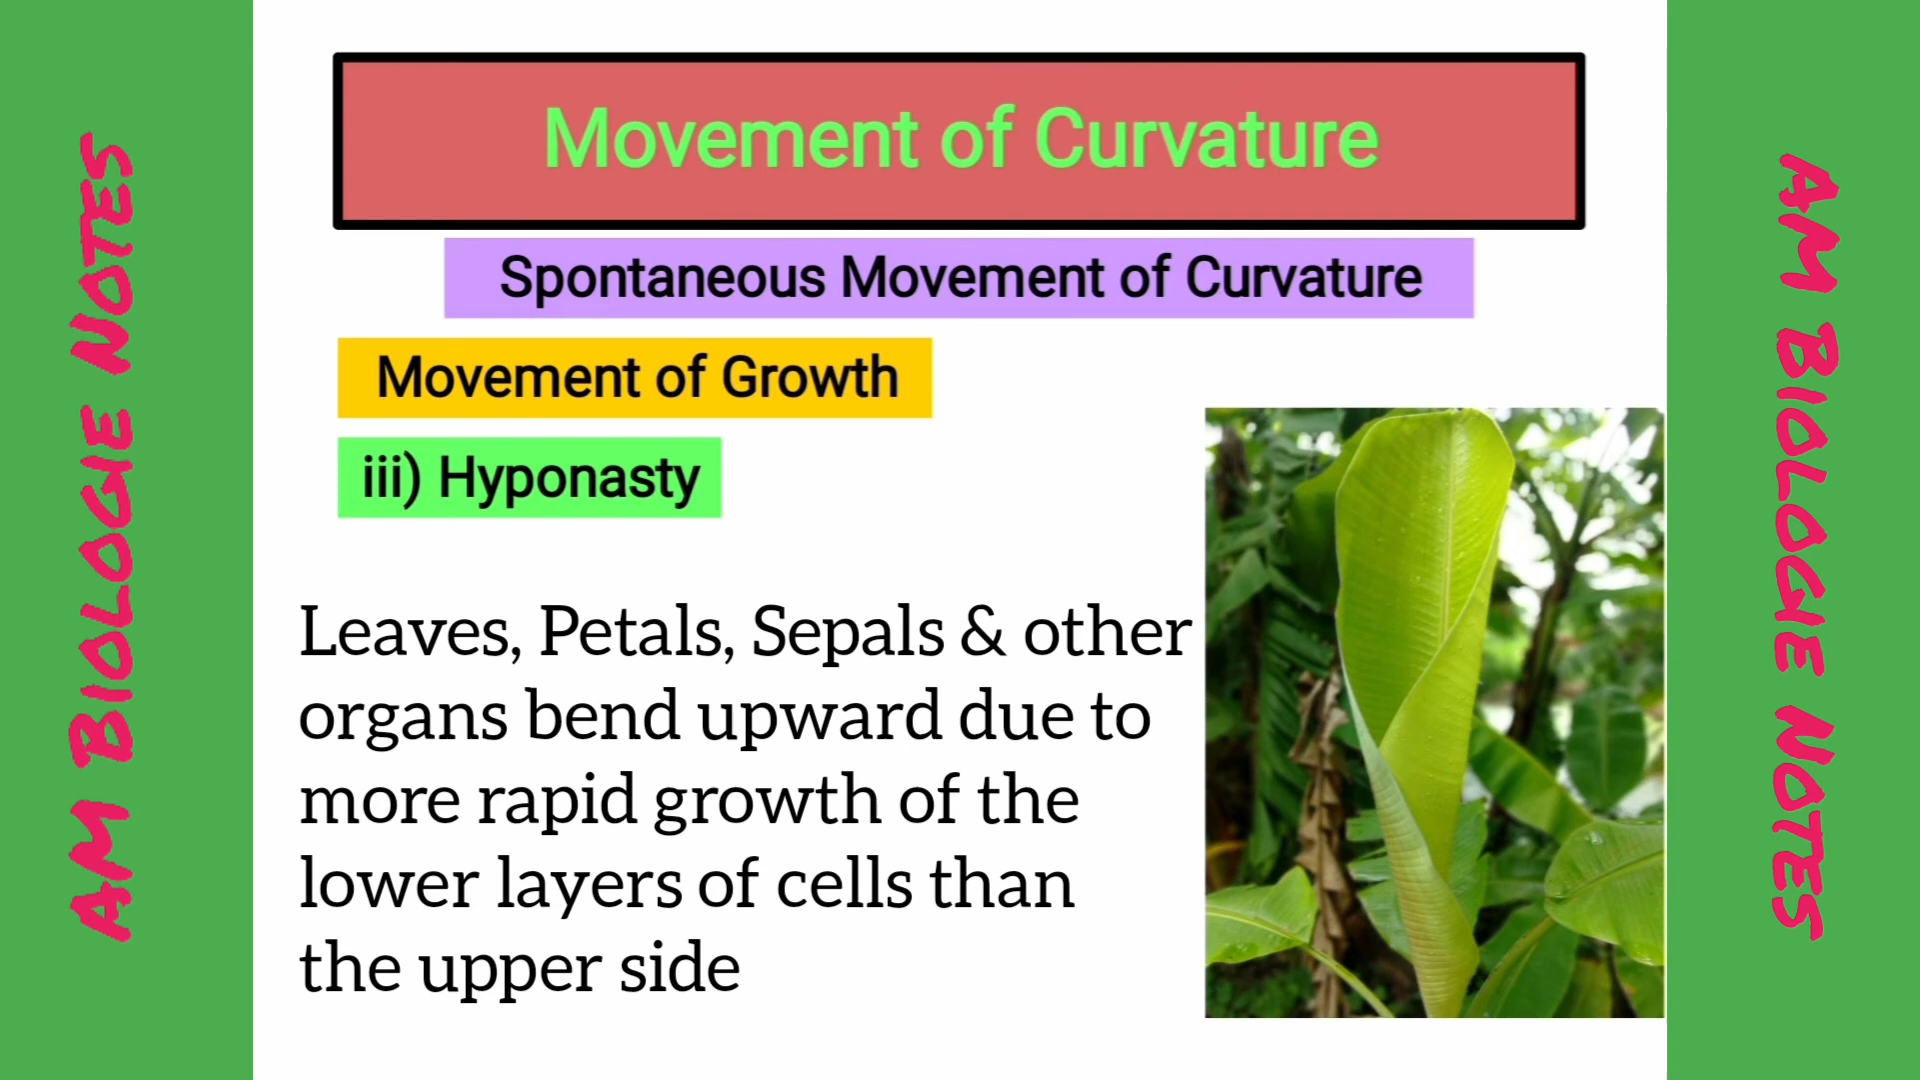 AM BIOLOGIE NOTES
Movement of Curvature
Spontaneous Movement of Curvature
Movement of Growth
iii) Hyponasty
Leaves, Petals, Sepals & other
organs bend upward due to
more rapid growth of the
lower layers of cells than
the upper side
AM BIOLOGIE NOTES